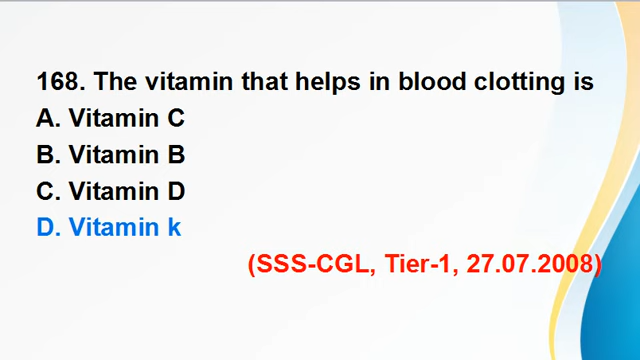 168. The vitamin that helps in blood clotting is
A. Vitamin C
B. Vitamin B
C. Vitamin D
D. Vitamin k
(SSS-CGL, Tier-1, 27.07.2008)